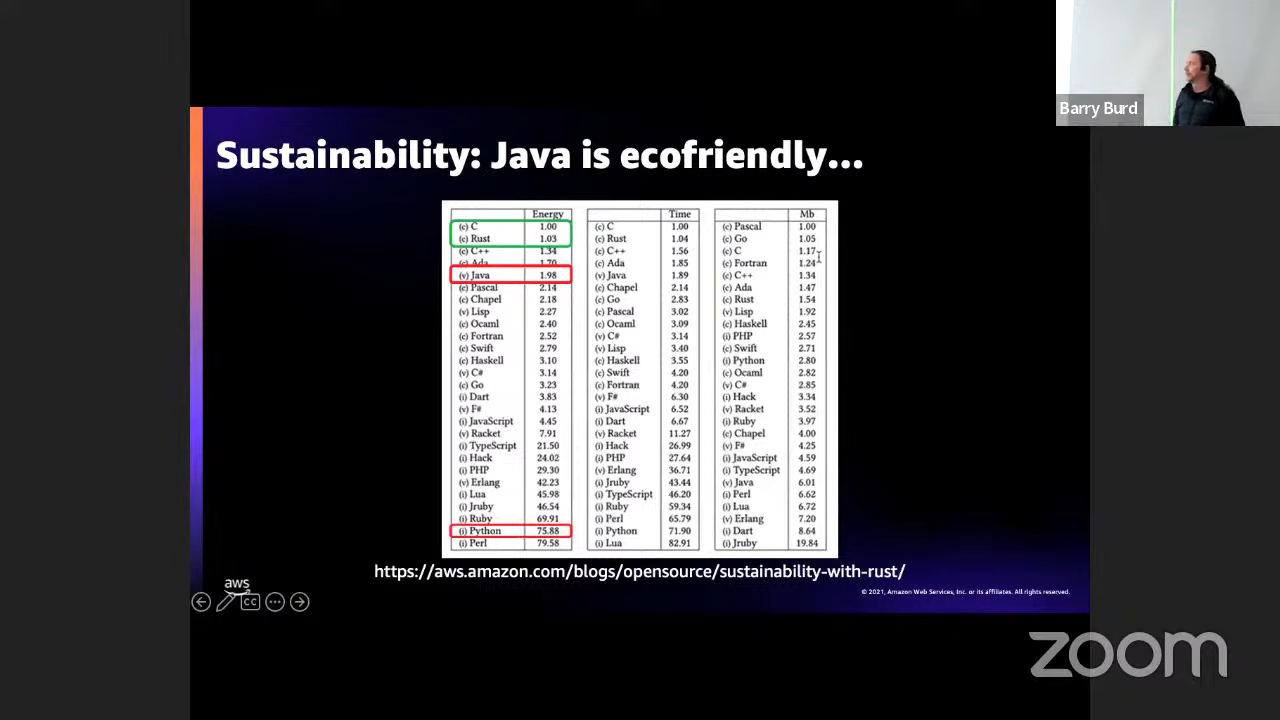 Barry Burd
Sustainability: Java is ecofriendly...
Energy
(c) C 1.00
(c) Rust 1.03
(c) C++ 1.34
(c) Ada 1.70
(v) Java 1.98
(c) Pascal 2.14
(c) Chapel 2.18
(v) Lisp 2.27
(c) Ocaml 2.40
(c) Fortran 2.52
(c) Swift 2.79
(c) Haskell 3.10
(v) C# 3.14
(c) Go 3.23
(i) Dart 3.83
(v) F# 4.13
(i) JavaScript 4.45
(v) Racket 7.91
(i) TypeScript 21.50
(i) Hack 24.02
(i) PHP 29.30
(v) Erlang 42.23
(i) Lua 45.98
(i) Jruby 46.54
(i) Ruby 69.91
(i) Python 75.88
(i) Perl 79.58
Time
(c) C 1.00
(c) Rust 1.04
(c) C++ 1.56
(c) Ada 1.85
(v) Java 1.89
(c) Chapel 2.14
(c) Go 2.83
(c) Pascal 3.02
(c) Ocaml 3.09
(v) C# 3.14
(v) Lisp 3.40
(c) Haskell 3.55
(c) Swift 4.20
(c) Fortran 4.20
(v) F# 6.30
(i) JavaScript 6.52
(i) Dart 6.67
(v) Racket 11.27
(i) Hack 26.99
(i) PHP 27.64
(v) Erlang 36.71
(i) Jruby 43.44
(i) TypeScript 46.20
(i) Ruby 59.34
(i) Perl 65.79
(i) Python 71.90
(i) Lua 82.91
Mb
(c) Pascal 1.00
(c) Go 1.05
(c) C 1.17
(c) Fortran 1.24
(c) C++ 1.34
(c) Ada 1.47
(c) Rust 1.54
(v) Lisp 1.92
(c) Haskell 2.45
(i) PHP 2.57
(c) Swift 2.71
(i) Python 2.80
(c) Ocaml 2.82
(v) C# 2.85
(i) Hack 3.34
(v) Racket 3.52
(i) Ruby 3.97
(c) Chapel 4.00
(v) F# 4.25
(i) JavaScript 4.59
(i) TypeScript 4.69
(v) Java 6.01
(i) Perl 6.62
(i) Lua 6.72
(v) Erlang 7.20
(i) Dart 8.64
(i) Jruby 19.84
https://aws.amazon.com/blogs/opensource/sustainability-with-rust/
aws
CC
© 2021, Amazon Web Services, Inc. or its affiliates. All rights reserved.
zoom